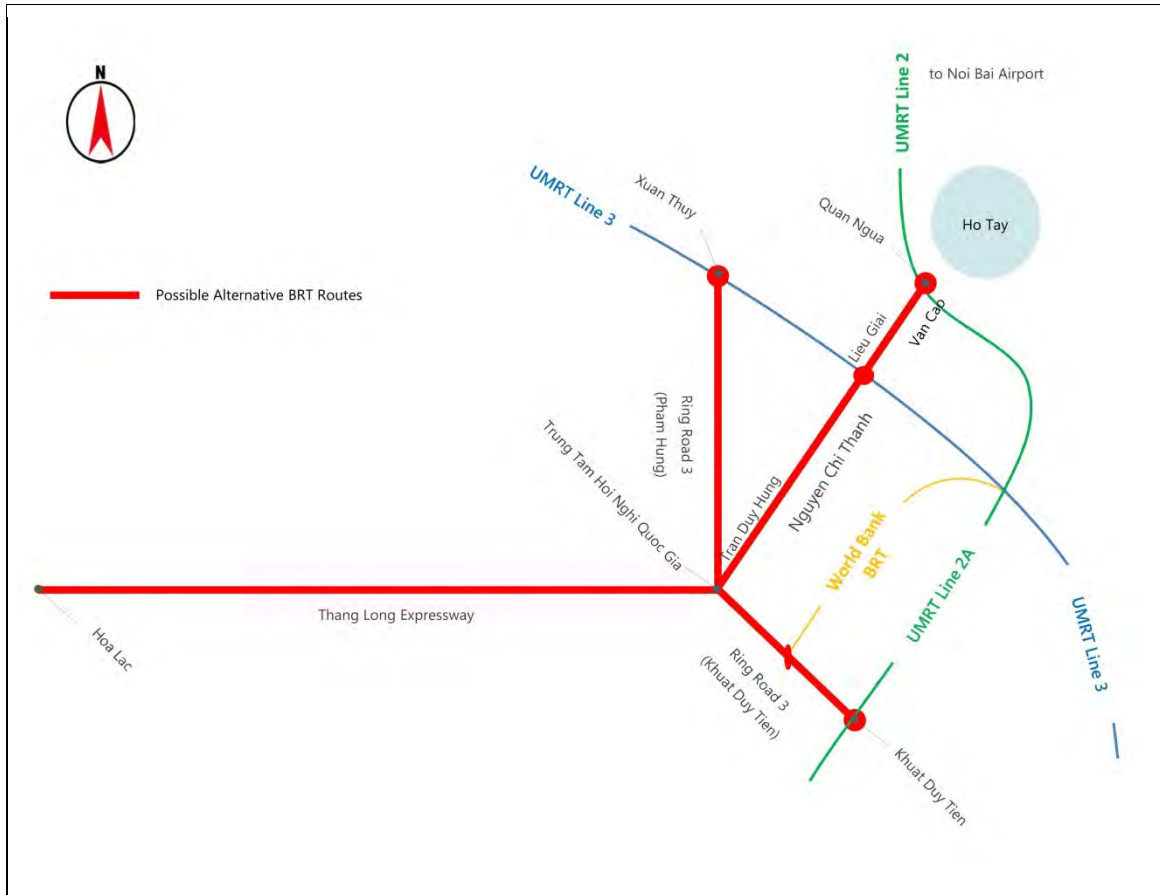 N
UMRT Line 2
to Noi Bai Airport
Xuan Thuy
UMRT Line 3
Quan Ngua
Ho Tay
Possible Alternative BRT Routes
Lieu Giai
Van Cao
Ring Road 3
(Pham Hung)
Trung Tam Hoi Nghi Quoc Gia
Tran Duy Hung
Nguyen Chi Thanh
World Bank
BRT
UMRT Line 2A
UMRT Line 3
Thang Long Expressway
Hoa Lac
Ring Road 3
(Khuat Duy Tien)
Khuat Duy Tien